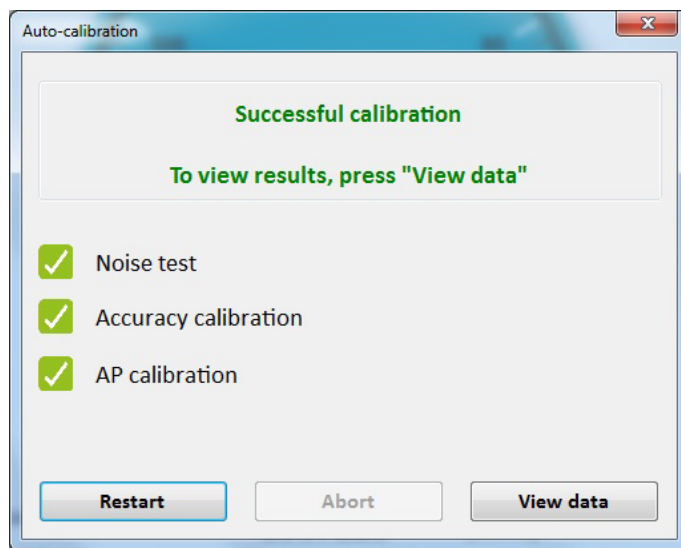 Auto-calibration
Successful calibration
To view results, press "View data"
Noise test
Accuracy calibration
AP calibration
Restart Abort View data